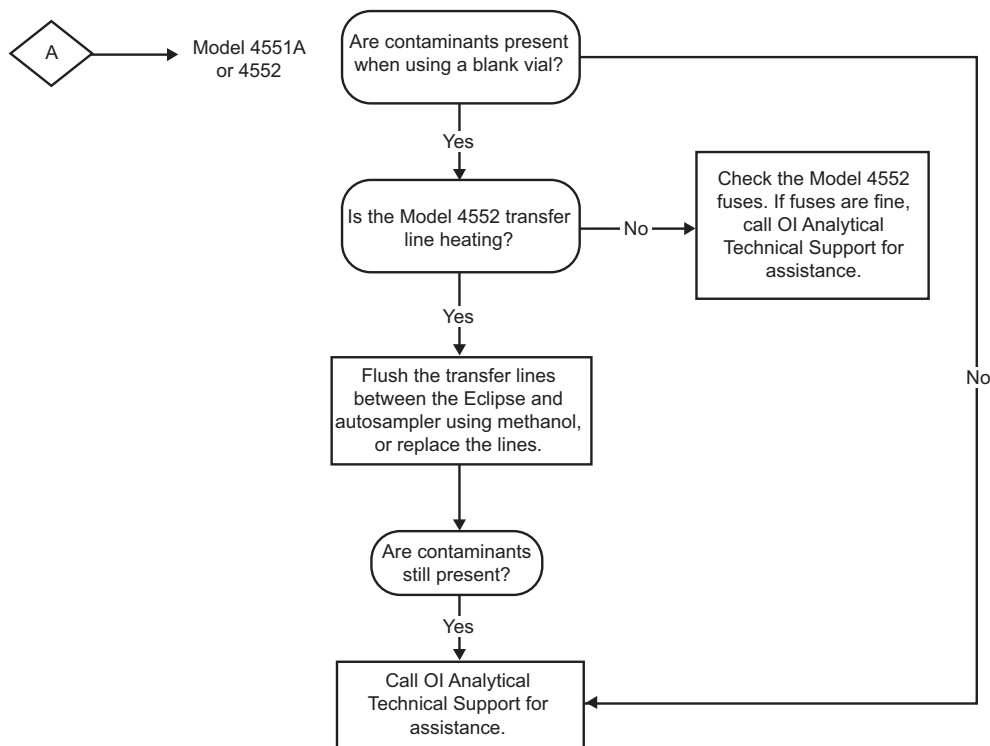 A
Model 4551A
or 4552
Are contaminants present
when using a blank vial?
Yes
Is the Model 4552 transfer
line heating?
No
Check the Model 4552
fuses. If fuses are fine,
call OI Analytical
Technical Support for
assistance.
Yes
Flush the transfer lines
between the Eclipse and
autosampler using methanol,
or replace the lines.
No
Are contaminants
still present?
Yes
Call OI Analytical
Technical Support for
assistance.